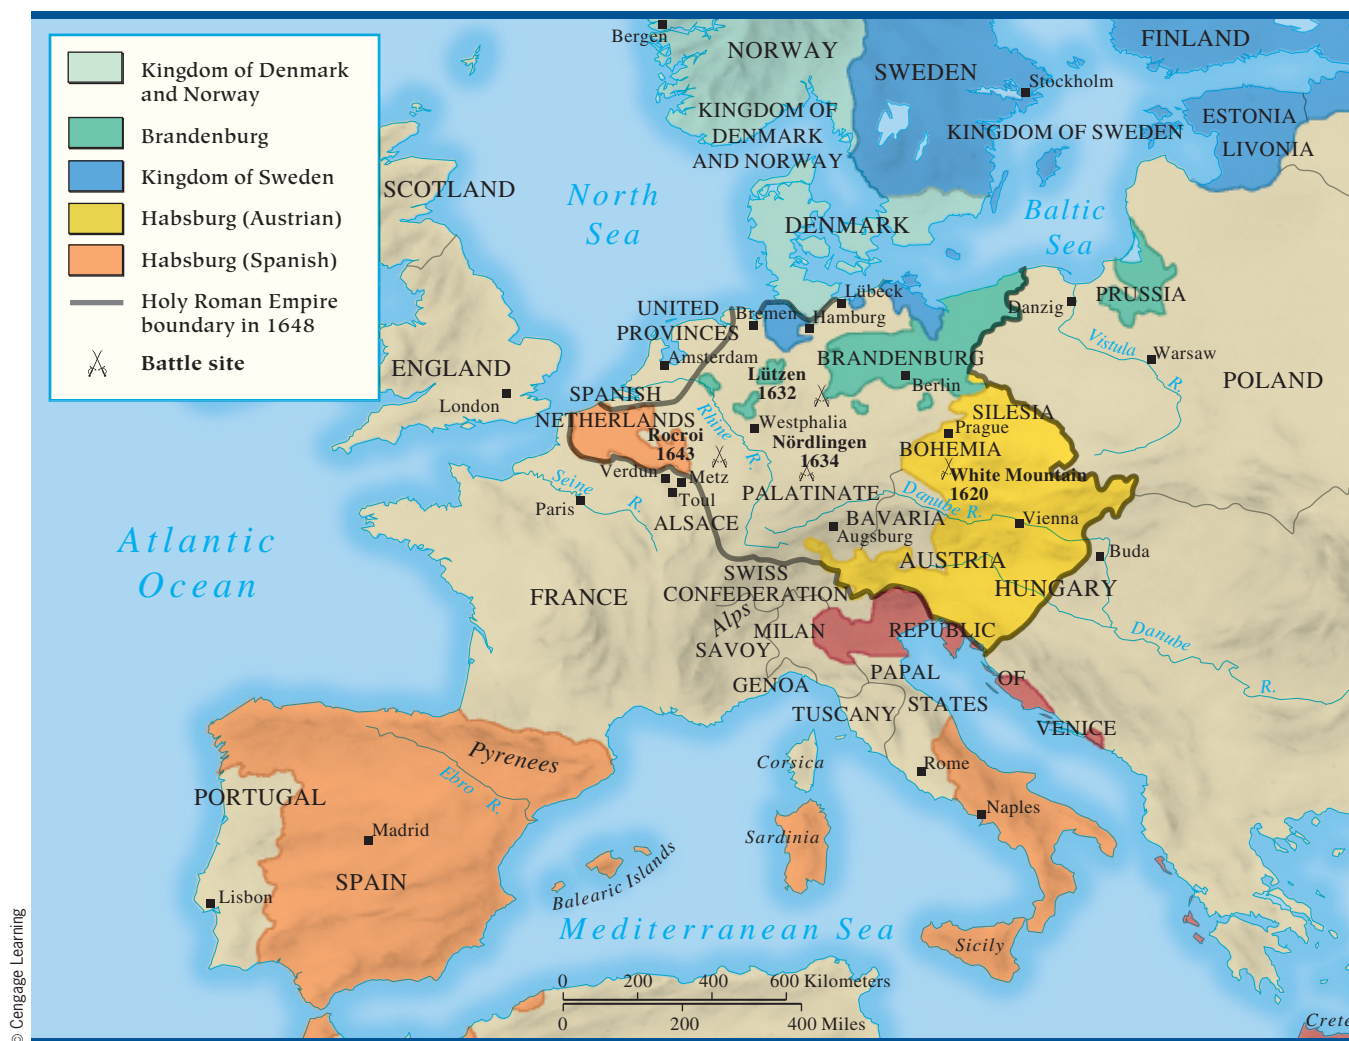 Kingdom of Denmark
and Norway
Brandenburg
Kingdom of Sweden
Habsburg (Austrian)
Habsburg (Spanish)
Holy Roman Empire
boundary in 1648
Battle site
Bergen
NORWAY
SWEDEN
FINLAND
Stockholm
KINGDOM OF
DENMARK
AND NORWAY
KINGDOM OF SWEDEN
ESTONIA
LIVONIA
SCOTLAND
North
Sea
DENMARK
Baltic
Sea
UNITED
PROVINCES
Bremen
Lübeck
Hamburg
Danzig
PRUSSIA
Amsterdam
BRANDENBURG
Berlin
Vistula
R.
Warsaw
POLAND
ENGLAND
London
SPANISH
NETHERLANDS
Lützen
1632
Rhine
R.
Westphalia
SILESIA
Prague
BOHEMIA
Rocroi
1643
Nördlingen
1634
White Mountain
1620
Verdun
Metz
Toul
Seine
R.
Paris
ALSACE
PALATINATE
Danube R.
BAVARIA
Augsburg
Vienna
Buda
AUSTRIA
HUNGARY
Atlantic
Ocean
FRANCE
SWISS
CONFEDERATION
Alps
MILAN
SAVOY
REPUBLIC
OF
VENICE
Danube
R.
GENOA
PAPAL
STATES
TUSCANY
Corsica
Rome
Naples
Pyrenees
Ebro R.
PORTUGAL
Madrid
SPAIN
Lisbon
Sardinia
Balearic Islands
Mediterranean Sea
Sicily
Crete
0 200 400 600 Kilometers
0 200 400 Miles
© Cengage Learning